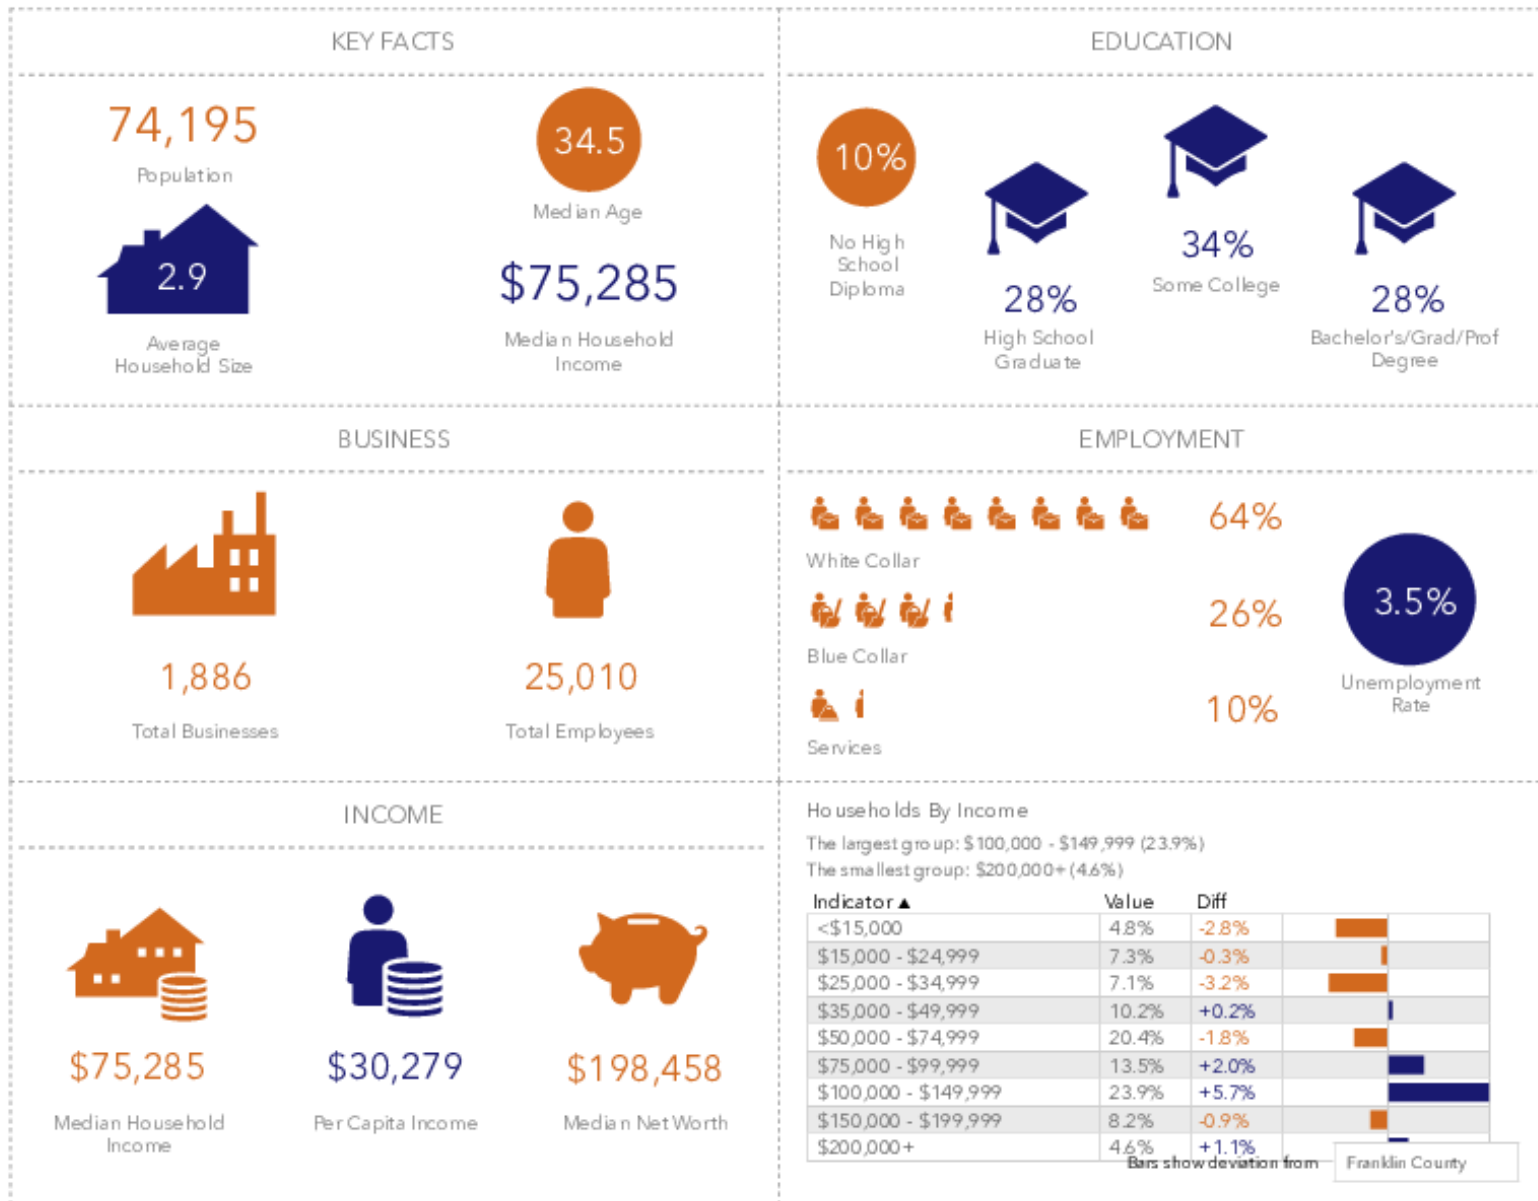 KEY FACTS
74,195
Population
34.5
Median Age
2.9
Average
Household Size
$75,285
Median Household
Income
EDUCATION
10%
No High
School
Diploma
28%
High School
Graduate
34%
Some College
28%
Bachelor's/Grad/Prof
Degree
BUSINESS
1,886
Total Businesses
25,010
Total Employees
EMPLOYMENT
64%
White Collar
26%
Blue Collar
10%
Services
3.5%
Unemployment
Rate
INCOME
$75,285
Median Household
Income
$30,279
Per Capita Income
$198,458
Median Net Worth
Households By Income
The largest group: $100,000 - $149,999 (23.9%)
The smallest group: $200,000+ (4.6%)
Indicator ▲ Value Diff
<$15,000 4.8% -2.8%
$15,000 - $24,999 7.3% -0.3%
$25,000 - $34,999 7.1% -3.2%
$35,000 - $49,999 10.2% +0.2%
$50,000 - $74,999 20.4% -1.8%
$75,000 - $99,999 13.5% +2.0%
$100,000 - $149,999 23.9% +5.7%
$150,000 - $199,999 8.2% -0.9%
$200,000+ 4.6% +1.1%
Bars show deviation from Franklin County